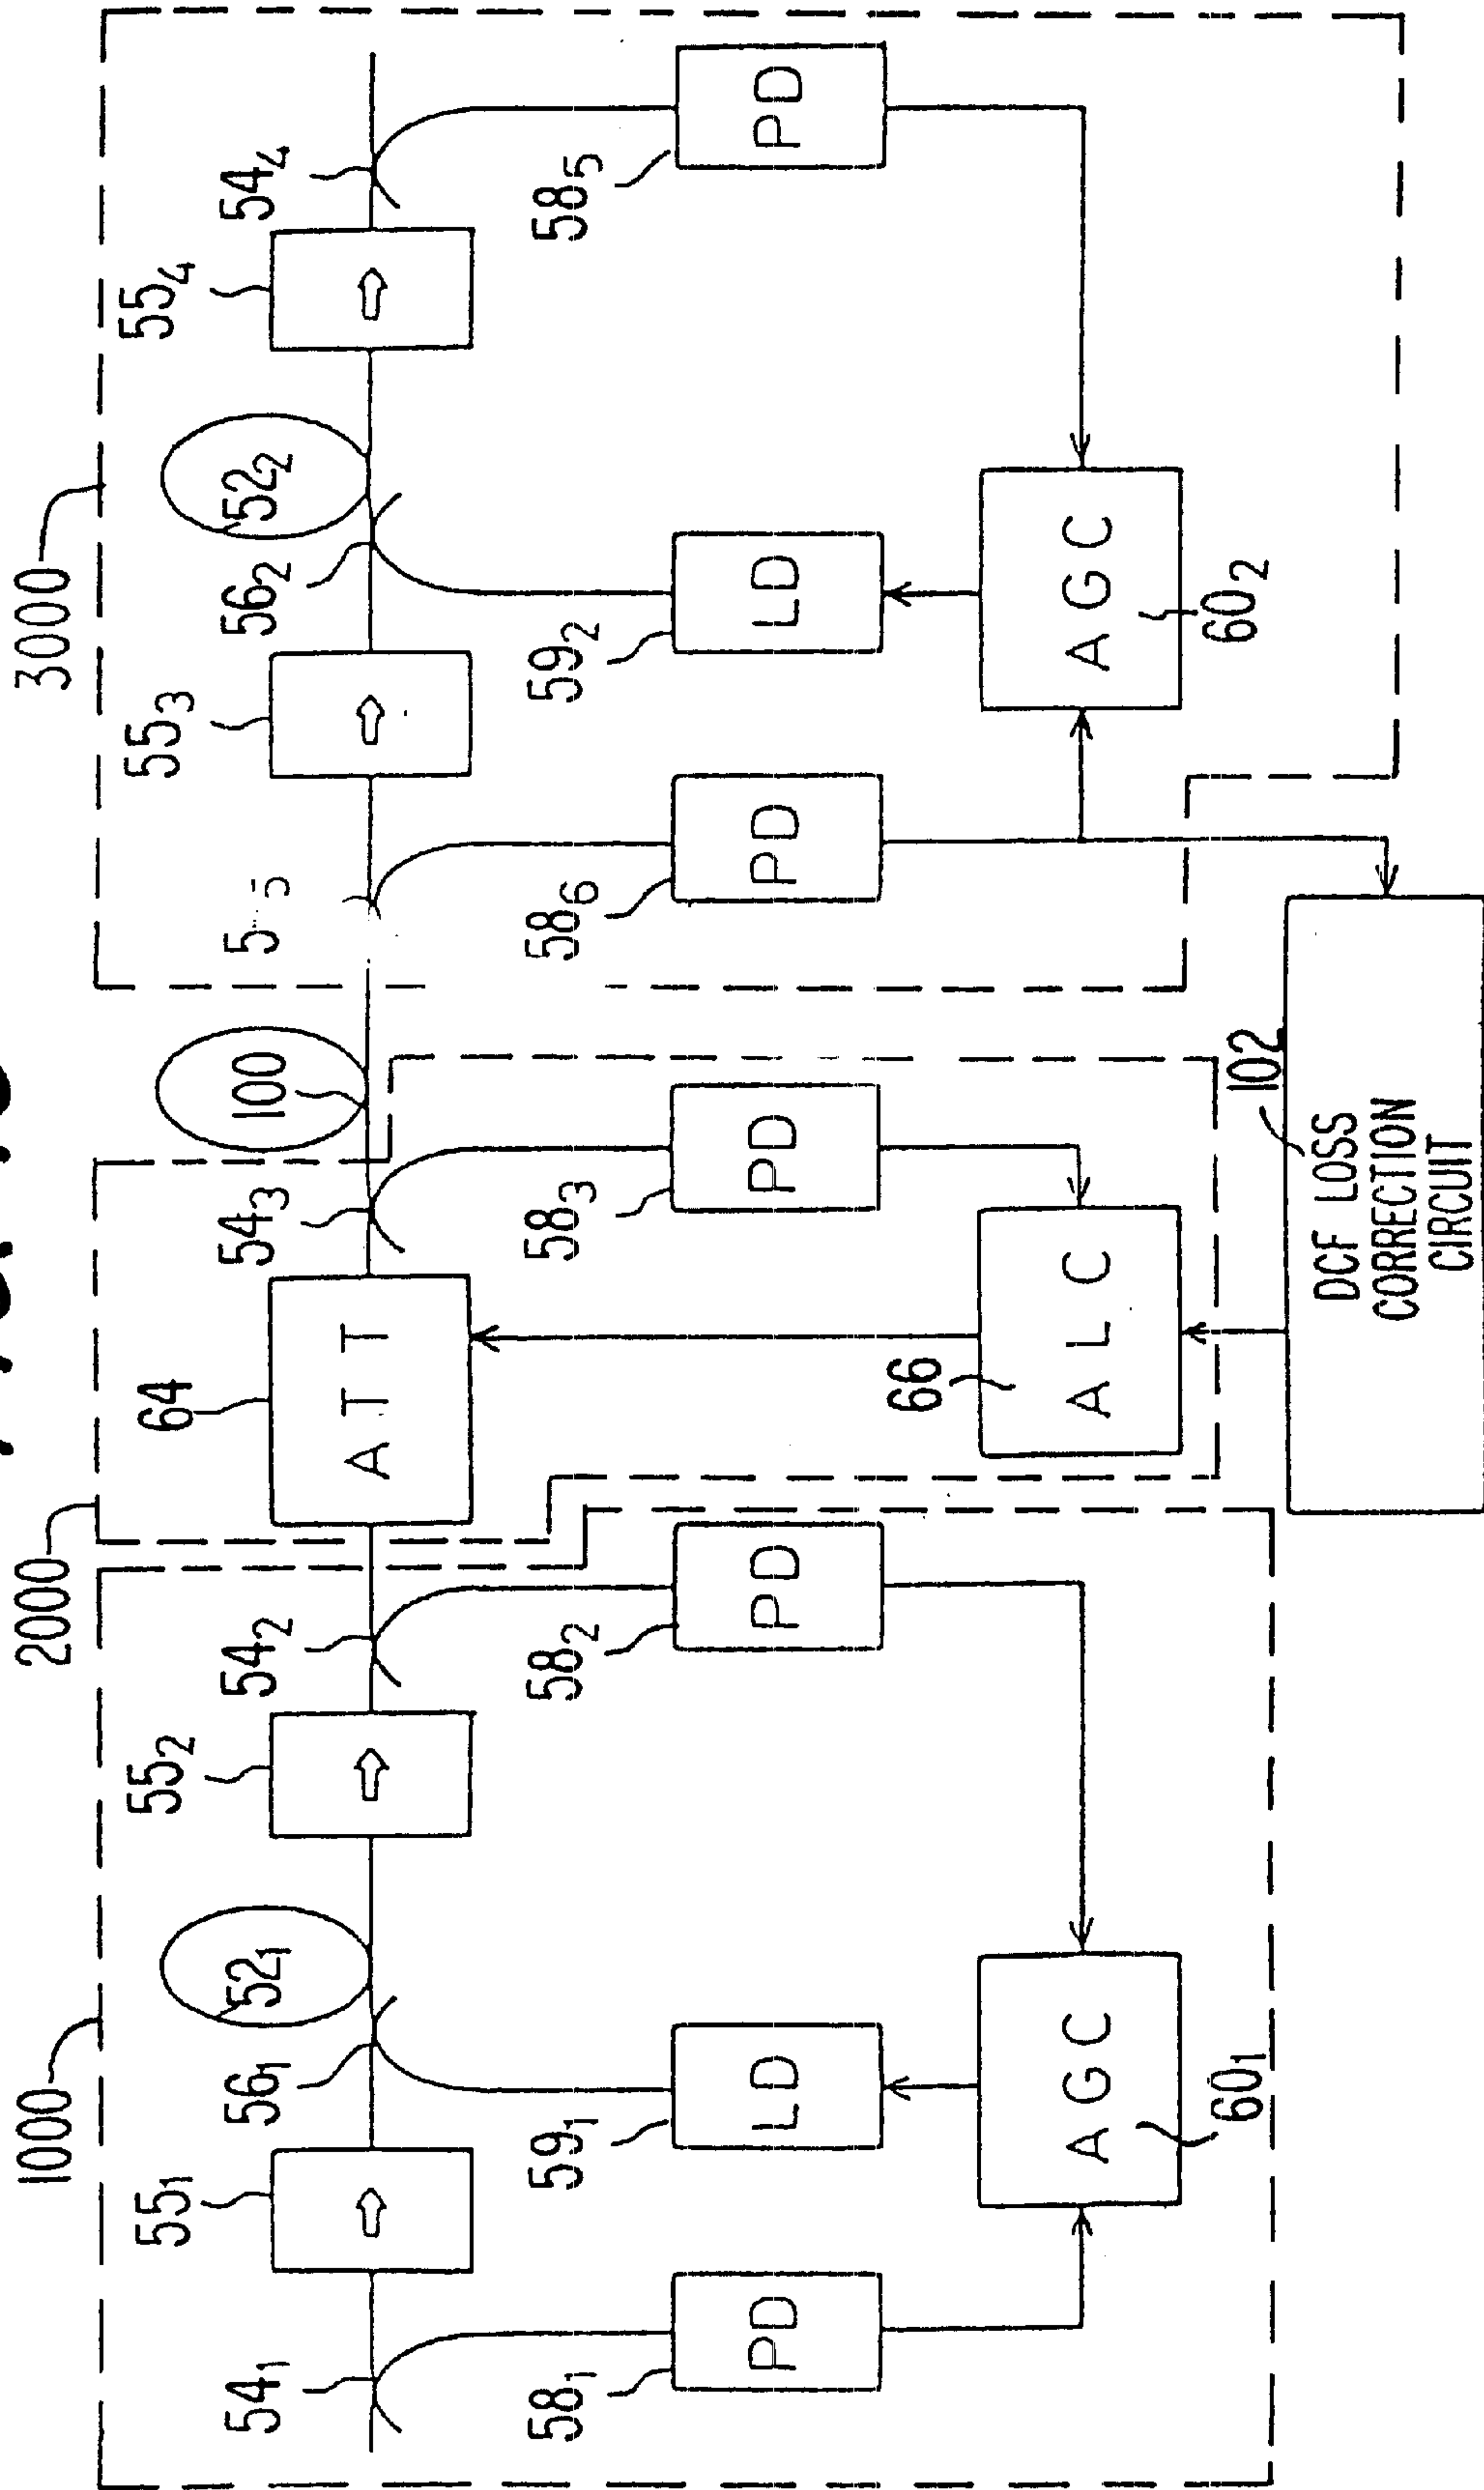 1000
2000
3000
54₁
55₁
56₁
52₁
55₂
54₂
64
54₃
100
55₃
56₂
52₂
55₄
54₄
ATT
58₁
PD
59₁
LD
58₂
PD
58₃
PD
58₆
PD
59₂
LD
58₅
PD
AGC
60₁
66
ALC
AGC
60₂
102
DCF LOSS
CORRECTION
CIRCUIT